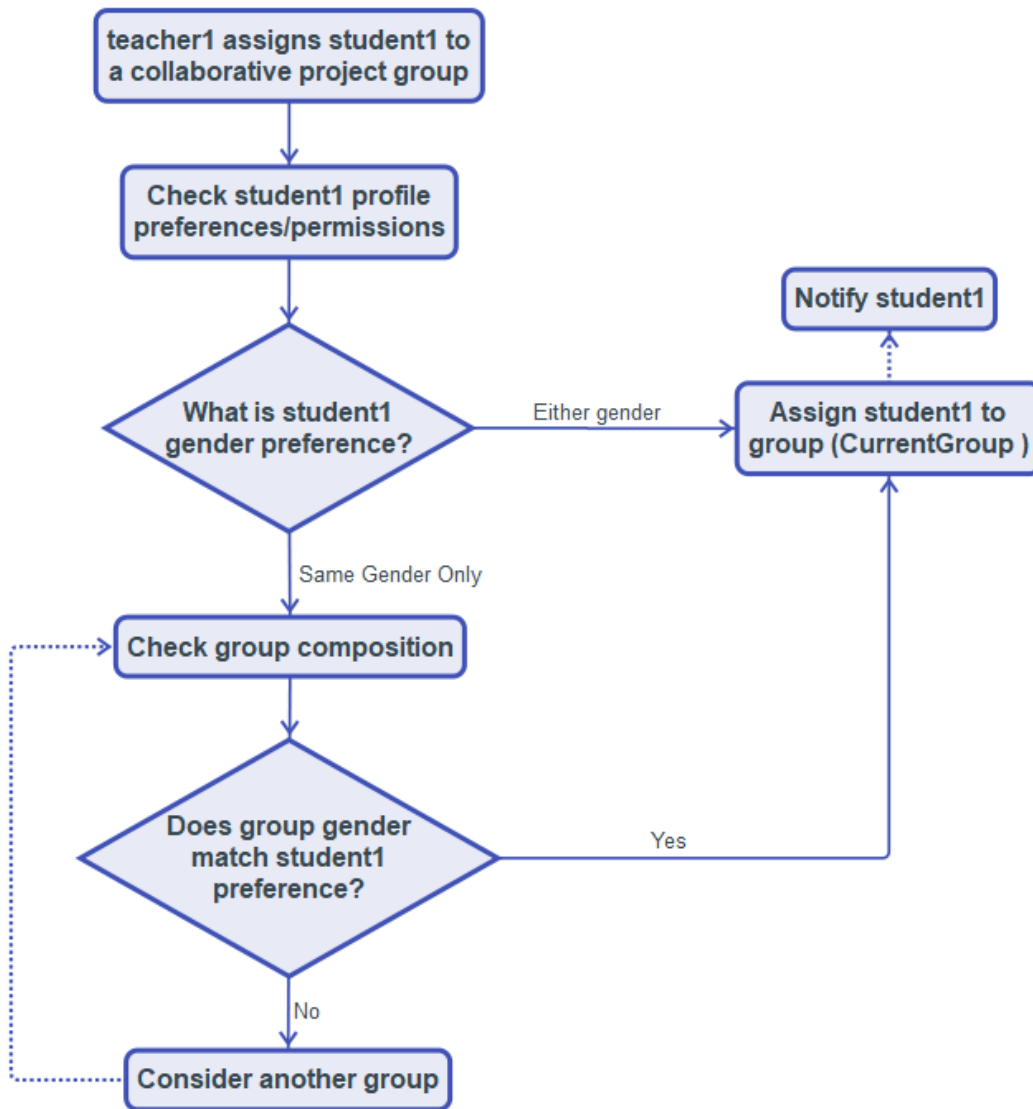 teacher1 assigns student1 to
a collaborative project group
Check student1 profile
preferences/permissions
What is student1
gender preference?
Either gender
Notify student1
Assign student1 to
group (CurrentGroup )
Same Gender Only
Check group composition
Does group gender
match student1
preference?
Yes
No
Consider another group